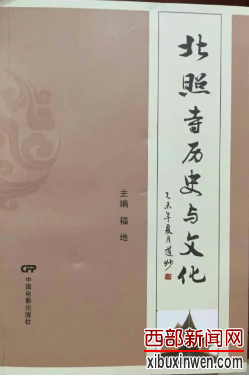 北照寺历史与文化
乙未年夏月道妙
主编 福地
CFP
中国电影出版社
西部新闻网
xibuxinwen.com